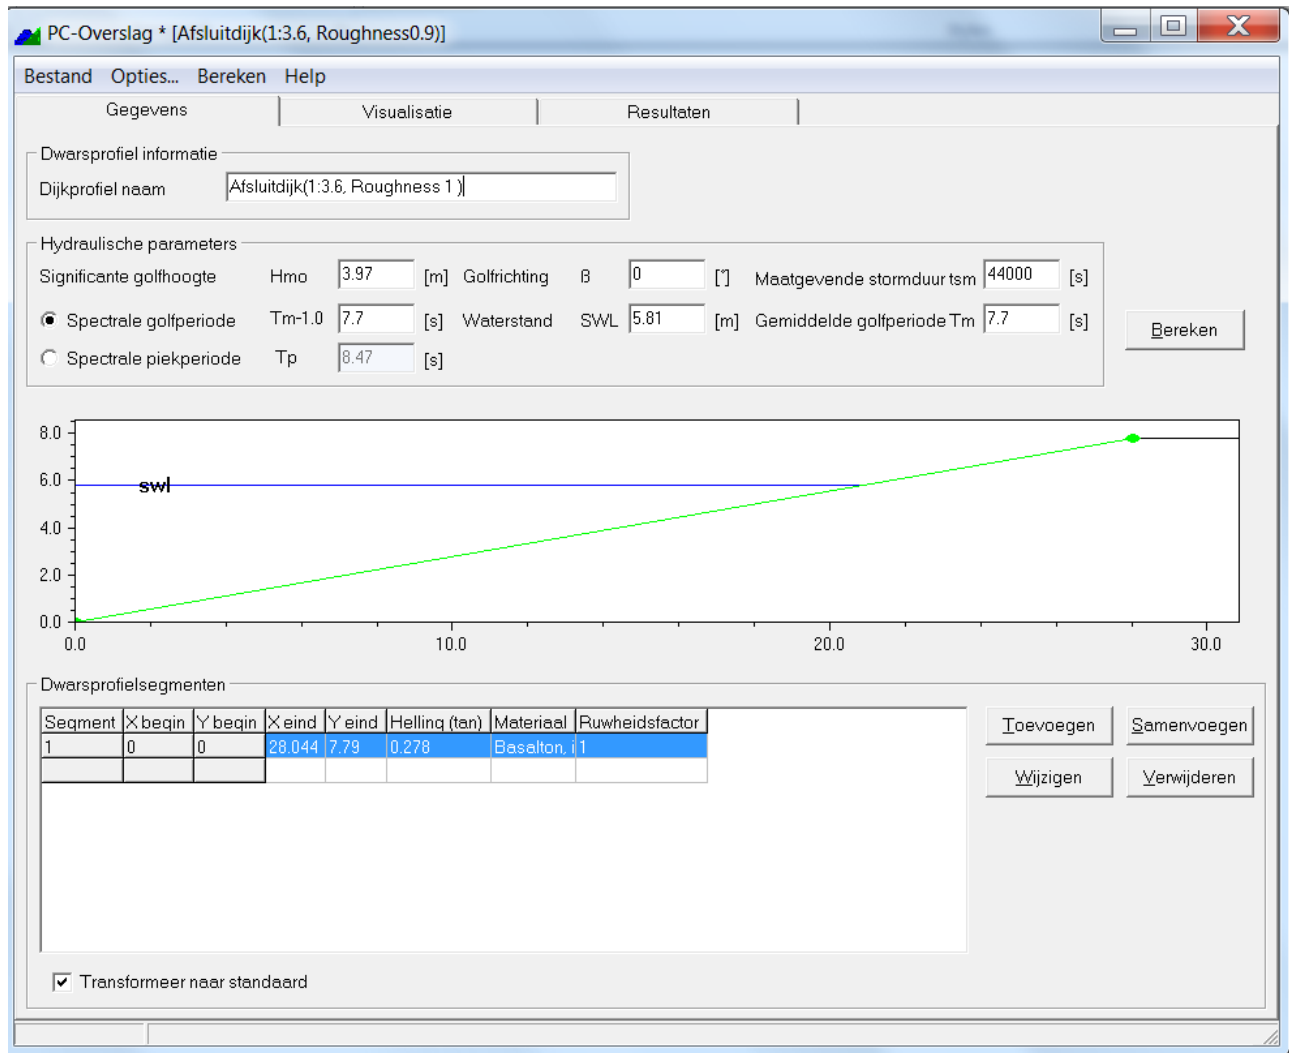 PC-Overslag * [Afsluitdijk(1:3.6, Roughness0.9)]
Bestand Opties... Bereken Help
Gegevens Visualisatie Resultaten
Dwarsprofiel informatie
Dijkprofiel naam Afsluitdijk(1:3.6, Roughness 1 )
Hydraulische parameters
Significante golfhoogte Hmo 3.97 [m] Golfrichting ß 0 [°] Maatgevende stormduur tsm 44000 [s]
Spectrale golfperiode Tm-1.0 7.7 [s] Waterstand SWL 5.81 [m] Gemiddelde golfperiode Tm 7.7 [s]
Bereken
Spectrale piekperiode Tp 8.47 [s]
8.0
6.0
swl
4.0
2.0
0.0
0.0 10.0 20.0 30.0
Dwarsprofielsegmenten
Segment X begin Y begin X eind Y eind Helling (tan) Materiaal Ruwheidsfactor
1 0 0 28.044 7.79 0.278 Basalton, i 1
Toevoegen Samenvoegen
Wijzigen Verwijderen
Transformeer naar standaard